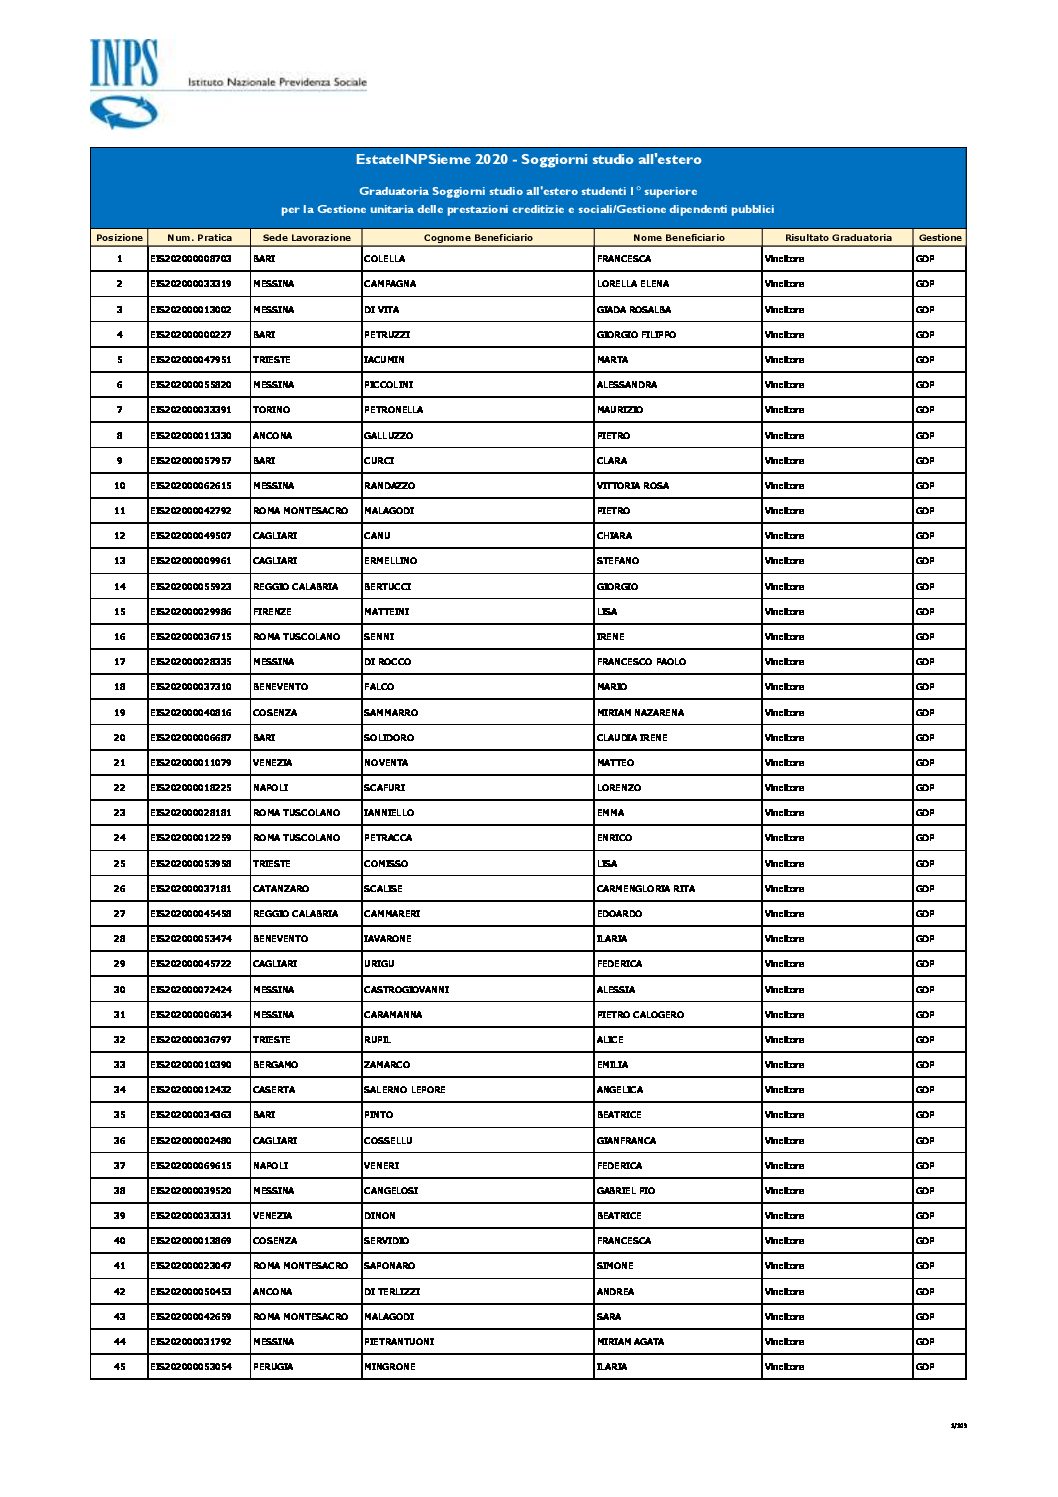 INPS
Istituto Nazionale Previdenza Sociale
EstateINPSieme 2020 - Soggiorni studio all'estero
Graduatoria Soggiorni studio all'estero studenti 1° superiore
per la Gestione unitaria delle prestazioni creditizie e sociali/Gestione dipendenti pubblici
Posizione Num. Pratica Sede Lavorazione Cognome Beneficiario Nome Beneficiario Risultato Graduatoria Gestione
1 EIS202000008703 BARI COLELLA FRANCESCA Vincitore GDP
2 EIS202000033319 MESSINA CAMPAGNA LORELLA ELENA Vincitore GDP
3 EIS202000013002 MESSINA DI VITA GIADA ROSALBA Vincitore GDP
4 EIS202000000227 BARI PETRUZZI GIORGIO FILIPPO Vincitore GDP
5 EIS202000047951 TRIESTE IACUMIN MARTA Vincitore GDP
6 EIS202000055820 MESSINA PICCOLINI ALESSANDRA Vincitore GDP
7 EIS202000033391 TORINO PETRONELLA MAURIZIO Vincitore GDP
8 EIS202000011330 ANCONA GALLUZZO PIETRO Vincitore GDP
9 EIS202000057957 BARI CURCI CLARA Vincitore GDP
10 EIS202000062615 MESSINA RANDAZZO VITTORIA ROSA Vincitore GDP
11 EIS202000042792 ROMA MONTESACRO MALAGODI PIETRO Vincitore GDP
12 EIS202000049507 CAGLIARI CANU CHIARA Vincitore GDP
13 EIS202000009961 CAGLIARI ERMELLINO STEFANO Vincitore GDP
14 EIS202000055923 REGGIO CALABRIA BERTUCCI GIORGIO Vincitore GDP
15 EIS202000029986 FIRENZE MATTEINI LISA Vincitore GDP
16 EIS202000036715 ROMA TUSCOLANO SENNI IRENE Vincitore GDP
17 EIS202000028335 MESSINA DI ROCCO FRANCESCO PAOLO Vincitore GDP
18 EIS202000037310 BENEVENTO FALCO MARIO Vincitore GDP
19 EIS202000040816 COSENZA SAMMARRO MIRIAM NAZARENA Vincitore GDP
20 EIS202000006687 BARI SOLIDORO CLAUDIA IRENE Vincitore GDP
21 EIS202000011079 VENEZIA NOVENTA MATTEO Vincitore GDP
22 EIS202000018225 NAPOLI SCAFURI LORENZO Vincitore GDP
23 EIS202000028181 ROMA TUSCOLANO IANNIELLO EMMA Vincitore GDP
24 EIS202000012259 ROMA TUSCOLANO PETRACCA ENRICO Vincitore GDP
25 EIS202000053958 TRIESTE COMISSO LISA Vincitore GDP
26 EIS202000037181 CATANZARO SCALISE CARMENGLORIA RITA Vincitore GDP
27 EIS202000045458 REGGIO CALABRIA CAMMARERI EDOARDO Vincitore GDP
28 EIS202000053474 BENEVENTO IAVARONE ILARIA Vincitore GDP
29 EIS202000045722 CAGLIARI URIGU FEDERICA Vincitore GDP
30 EIS202000072424 MESSINA CASTROGIOVANNI ALESSIA Vincitore GDP
31 EIS202000006034 MESSINA CARAMANNA PIETRO CALOGERO Vincitore GDP
32 EIS202000036797 TRIESTE RUPIL ALICE Vincitore GDP
33 EIS202000010390 BERGAMO ZAMARCO EMILIA Vincitore GDP
34 EIS202000012432 CASERTA SALERNO LEPORE ANGELICA Vincitore GDP
35 EIS202000034363 BARI PINTO BEATRICE Vincitore GDP
36 EIS202000002480 CAGLIARI COSSELLU GIANFRANCA Vincitore GDP
37 EIS202000069615 NAPOLI VENERI FEDERICA Vincitore GDP
38 EIS202000039520 MESSINA CANGELOSI GABRIEL PIO Vincitore GDP
39 EIS202000033331 VENEZIA DINON BEATRICE Vincitore GDP
40 EIS202000013869 COSENZA SERVIDIO FRANCESCA Vincitore GDP
41 EIS202000023047 ROMA MONTESACRO SAPONARO SIMONE Vincitore GDP
42 EIS202000050453 ANCONA DI TERLIZZI ANDREA Vincitore GDP
43 EIS202000042659 ROMA MONTESACRO MALAGODI SARA Vincitore GDP
44 EIS202000031792 MESSINA PIETRANTUONI MIRIAM AGATA Vincitore GDP
45 EIS202000053054 PERUGIA MINGRONE ILARIA Vincitore GDP